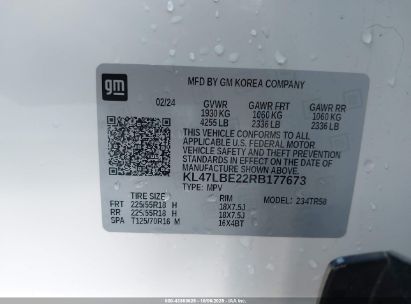 gm
MFD BY GM KOREA COMPANY
02/24 GVWR GAWR FRT GAWR RR
1930 KG 1060 KG 1060 KG
4255 LB 2336 LB 2336 LB
THIS VEHICLE CONFORMS TO ALL
APPLICABLE U.S. FEDERAL MOTOR
VEHICLE SAFETY AND THEFT PREVENTION
STANDARDS IN EFFECT ON THE DATE OF
MANUFACTURE SHOWN ABOVE.
KL47LBE22RB177673
TYPE: MPV
TIRE SIZE RIM MODEL: 234TR58
FRT 225/55R18 H 18X7.5J
RR 225/55R18 H 18X7.5J
SPA T125/70R16 M 16X4BT